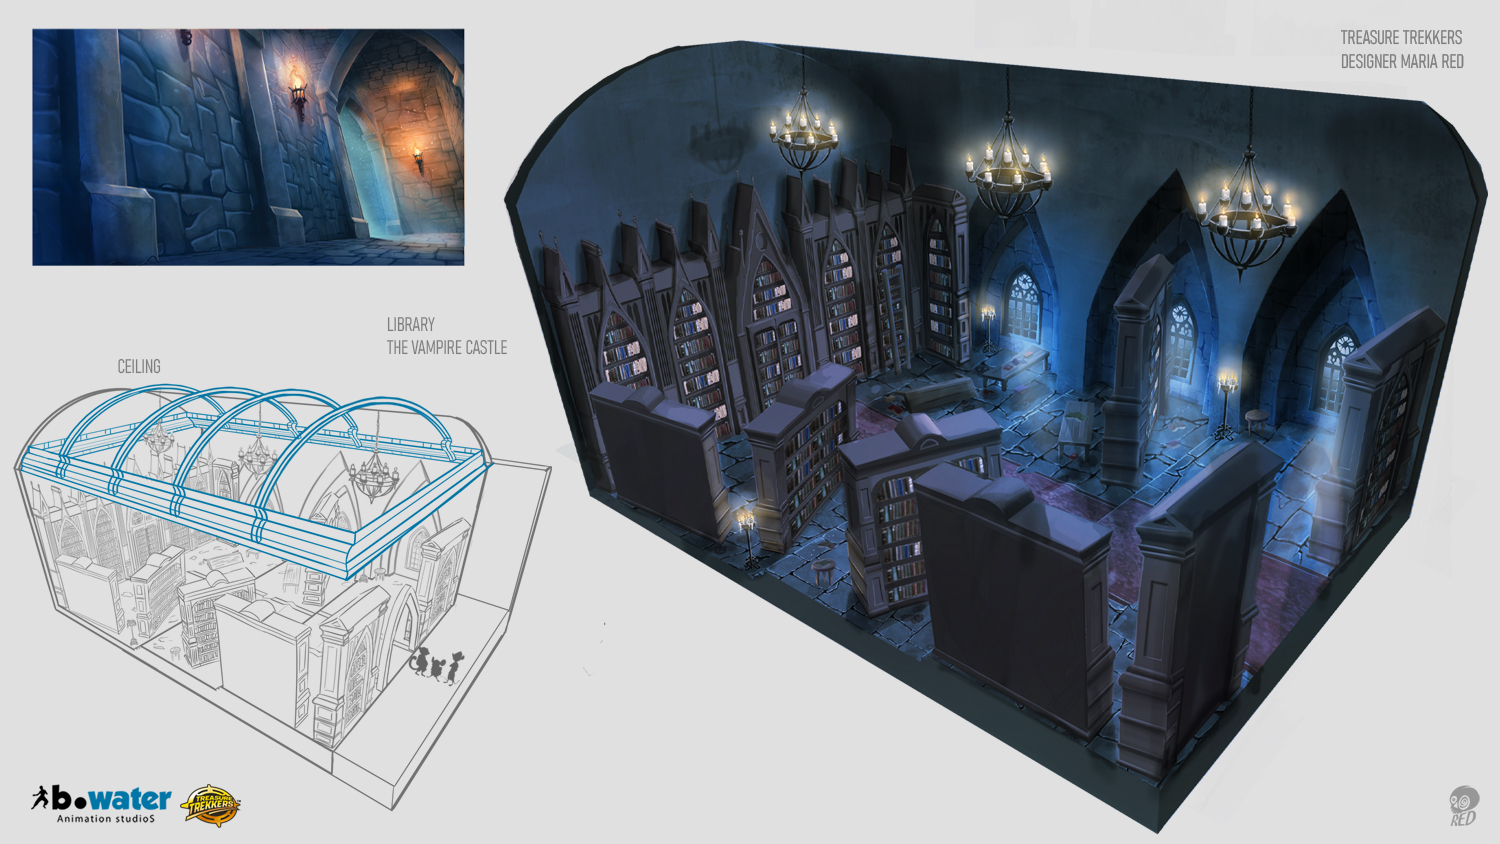 TREASURE TREKKERS
DESIGNER MARIA RED
LIBRARY
THE VAMPIRE CASTLE
CEILING
b.water
Animation studioS
TREASURE
TREKKERS
RED